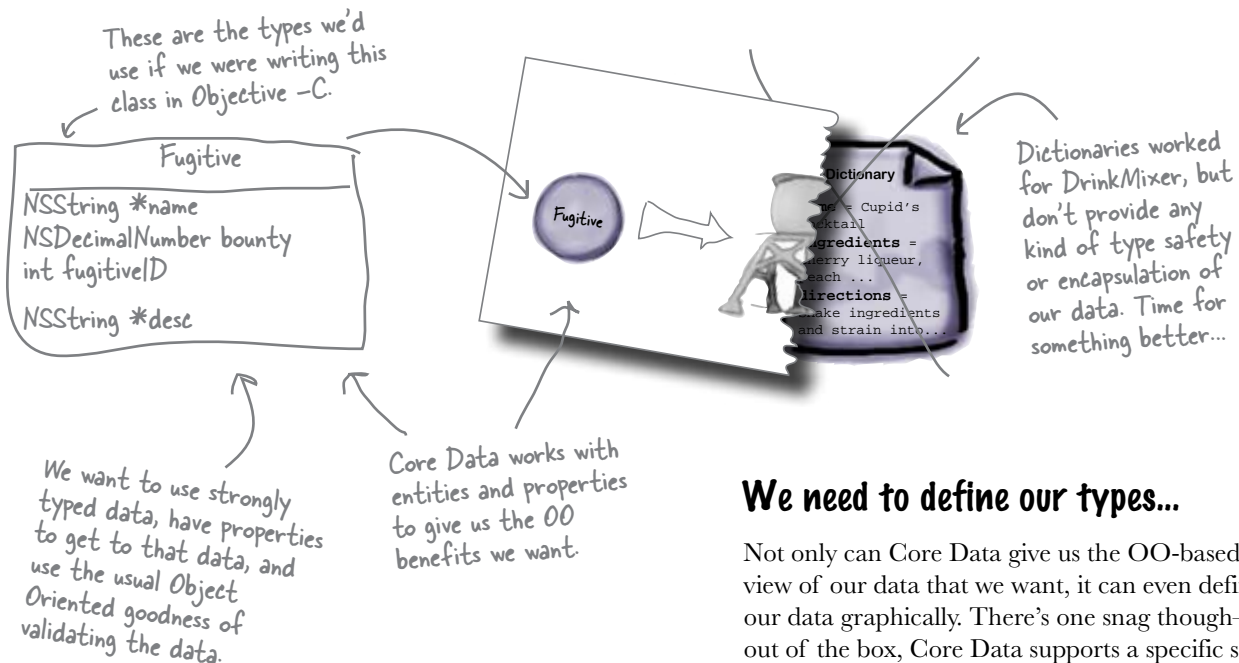 These are the types we'd
use if we were writing this
class in Objective –C.
Fugitive
NSString *name
NSDecimalNumber bounty
int fugitiveID
NSString *desc
Fugitive
Dictionary
= Cupid's
=
liqueur,
...
=
ingredients
and strain into...
Dictionaries worked
for DrinkMixer, but
don't provide any
kind of type safety
or encapsulation of
our data. Time for
something better...
We want to use strongly
typed data, have properties
to get to that data, and
use the usual Object
Oriented goodness of
validating the data.
Core Data works with
entities and properties
to give us the OO
benefits we want.
We need to define our types...
Not only can Core Data give us the OO-based
view of our data that we want, it can even defi
our data graphically. There's one snag though–
out of the box, Core Data supports a specific s